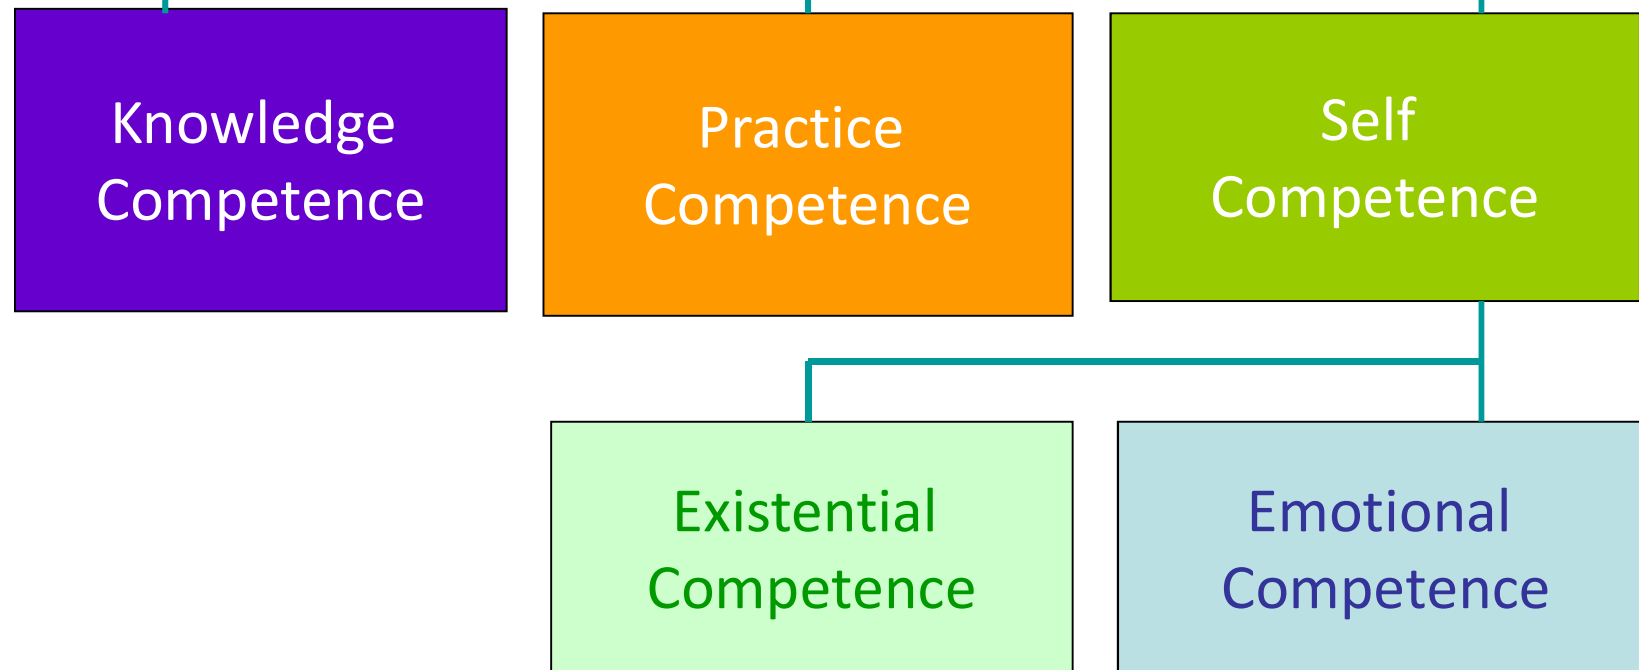 Knowledge
Competence
Practice
Competence
Self
Competence
Existential
Competence
Emotional
Competence